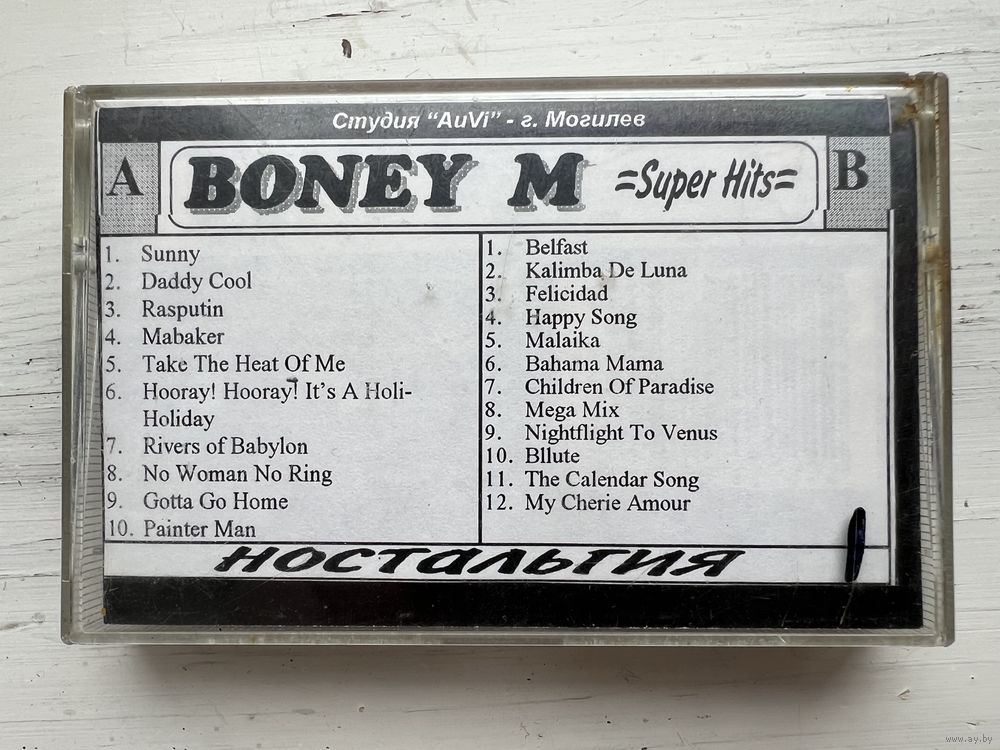 Студия “AuVi” - г. Могилев
A
BONEY M
=Super Hits=
B
1. Sunny
2. Daddy Cool
3. Rasputin
4. Mabaker
5. Take The Heat Of Me
6. Hooray! Hooray! It's A Holi-
Holiday
7. Rivers of Babylon
8. No Woman No Ring
9. Gotta Go Home
10. Painter Man
1. Belfast
2. Kalimba De Luna
3. Felicidad
4. Happy Song
5. Malaika
6. Bahama Mama
7. Children Of Paradise
8. Mega Mix
9. Nightflight To Venus
10. Bllute
11. The Calendar Song
12. My Cherie Amour
НОСТАЛЬГИЯ
www.ay.by